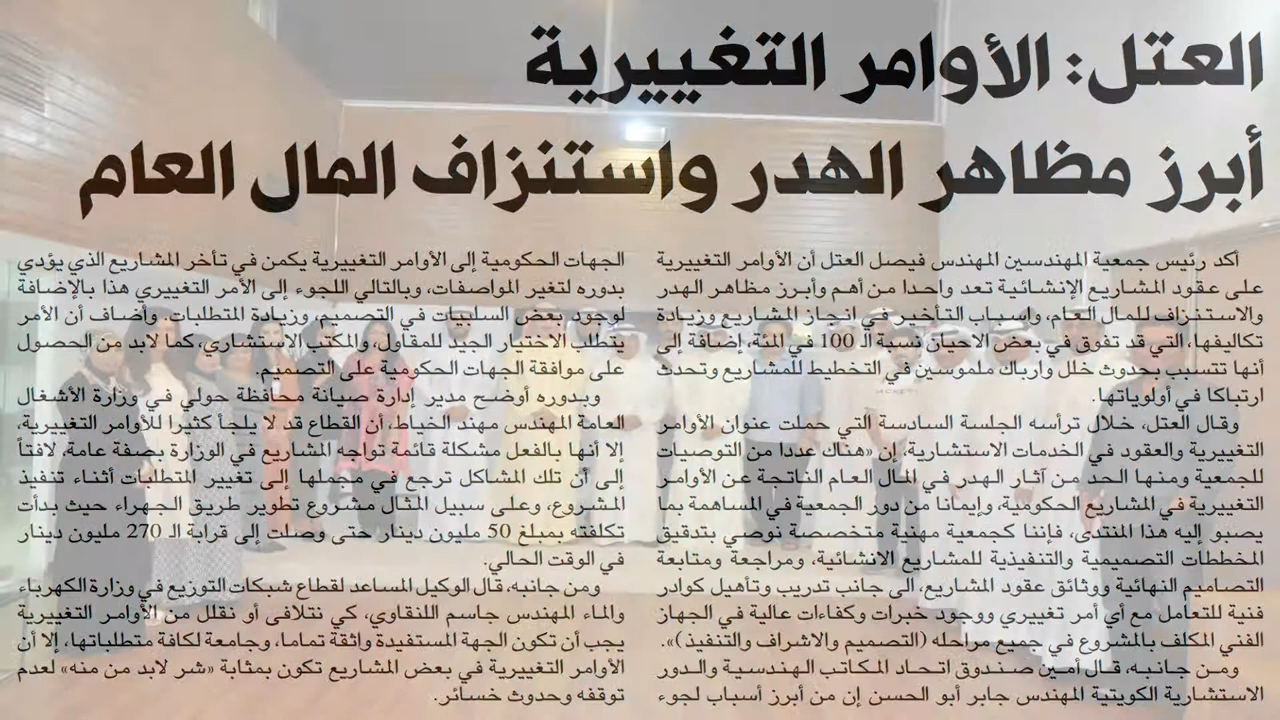 العتل: الأوامر التغييرية
أبرز مظاهر الهدر واستنزاف المال العام
أكد رئيس جمعية المهندسين المهندس فيصل العتل أن الأوامر التغييرية
على عقود المشاريع الإنشائية تعد واحدا من أهم وأبرز مظاهر الهدر
والاستنزاف للمال العام، واسباب التأخير في انجاز المشاريع وزيادة
تكاليفها، التي قد تفوق في بعض الاحيان نسبة الـ 100 في المئة، إضافة إلى
أنها تتسبب بحدوث خلل وارباك ملموسين في التخطيط للمشاريع وتحدث
ارتباكا في أولوياتها.
وقال العتل، خلال ترأسه الجلسة السادسة التي حملت عنوان الأوامر
التغييرية والعقود في الخدمات الاستشارية، إن «هناك عددا من التوصيات
للجمعية ومنها الحد من آثار الهدر في المال العام الناتجة عن الأوامر
التغييرية في المشاريع الحكومية، وإيمانا من دور الجمعية في المساهمة بما
يصبو إليه هذا المنتدى، فإننا كجمعية مهنية متخصصة نوصي بتدقيق
المخططات التصميمية والتنفيذية للمشاريع الانشائية، ومراجعة ومتابعة
التصاميم النهائية ووثائق عقود المشاريع، الى جانب تدريب وتأهيل كوادر
فنية للتعامل مع أي أمر تغييري ووجود خبرات وكفاءات عالية في الجهاز
الفني المكلف بالمشروع في جميع مراحله (التصميم والاشراف والتنفيذ)».
ومن جانبه، قال أمين صندوق اتحاد المكاتب الهندسية والدور
الاستشارية الكويتية المهندس جابر أبو الحسن إن من أبرز أسباب لجوء
الجهات الحكومية إلى الأوامر التغييرية يكمن في تأخر المشاريع الذي يؤدي
بدوره لتغير المواصفات، وبالتالي اللجوء إلى الأمر التغييري هذا بالإضافة
لوجود بعض السلبيات في التصميم، وزيادة المتطلبات. وأضاف أن الأمر
يتطلب الاختيار الجيد للمقاول، والمكتب الاستشاري، كما لابد من الحصول
على موافقة الجهات الحكومية على التصميم.
وبدوره أوضح مدير إدارة صيانة محافظة حولي في وزارة الأشغال
العامة المهندس مهند الخياط، أن القطاع قد لا يلجأ كثيرا للأوامر التغييرية،
إلا أنها بالفعل مشكلة قائمة تواجه المشاريع في الوزارة بصفة عامة، لافتاً
إلى أن تلك المشاكل ترجع في مجملها إلى تغيير المتطلبات أثناء تنفيذ
المشروع، وعلى سبيل المثال مشروع تطوير طريق الجهراء حيث بدأت
تكلفته بمبلغ 50 مليون دينار حتى وصلت إلى قرابة الـ 270 مليون دينار
في الوقت الحالي.
ومن جانبه، قال الوكيل المساعد لقطاع شبكات التوزيع في وزارة الكهرباء
والماء المهندس جاسم اللنقاوي، كي نتلافى أو نقلل من الأوامر التغييرية
يجب أن تكون الجهة المستفيدة واثقة تماما، وجامعة لكافة متطلباتها، إلا أن
الأوامر التغييرية في بعض المشاريع تكون بمثابة «شر لابد من منه» لعدم
توقفه وحدوث خسائر.